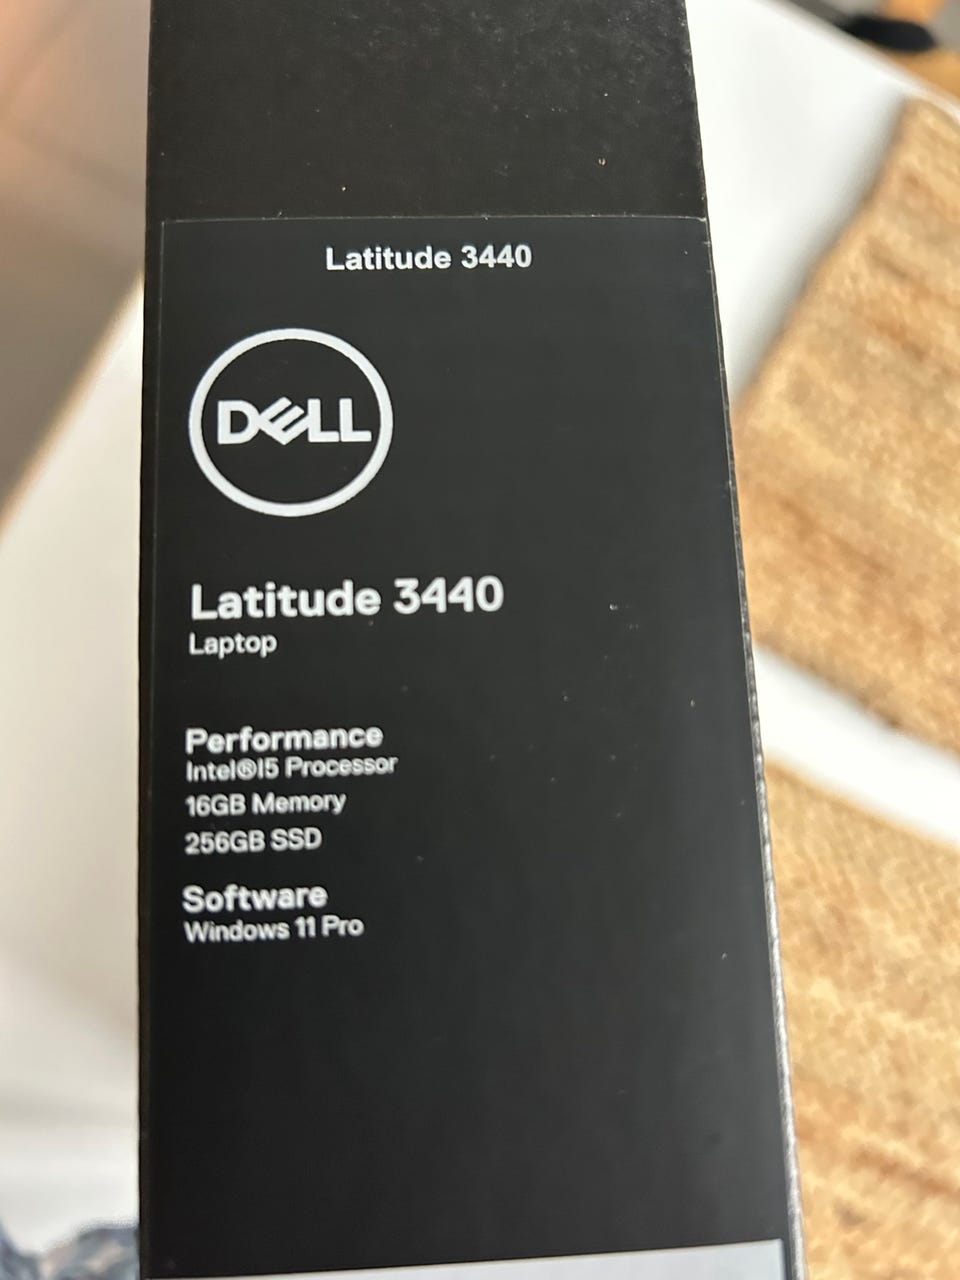 Latitude 3440
DELL
Latitude 3440
Laptop
Performance
Intel®I5 Processor
16GB Memory
256GB SSD
Software
Windows 11 Pro